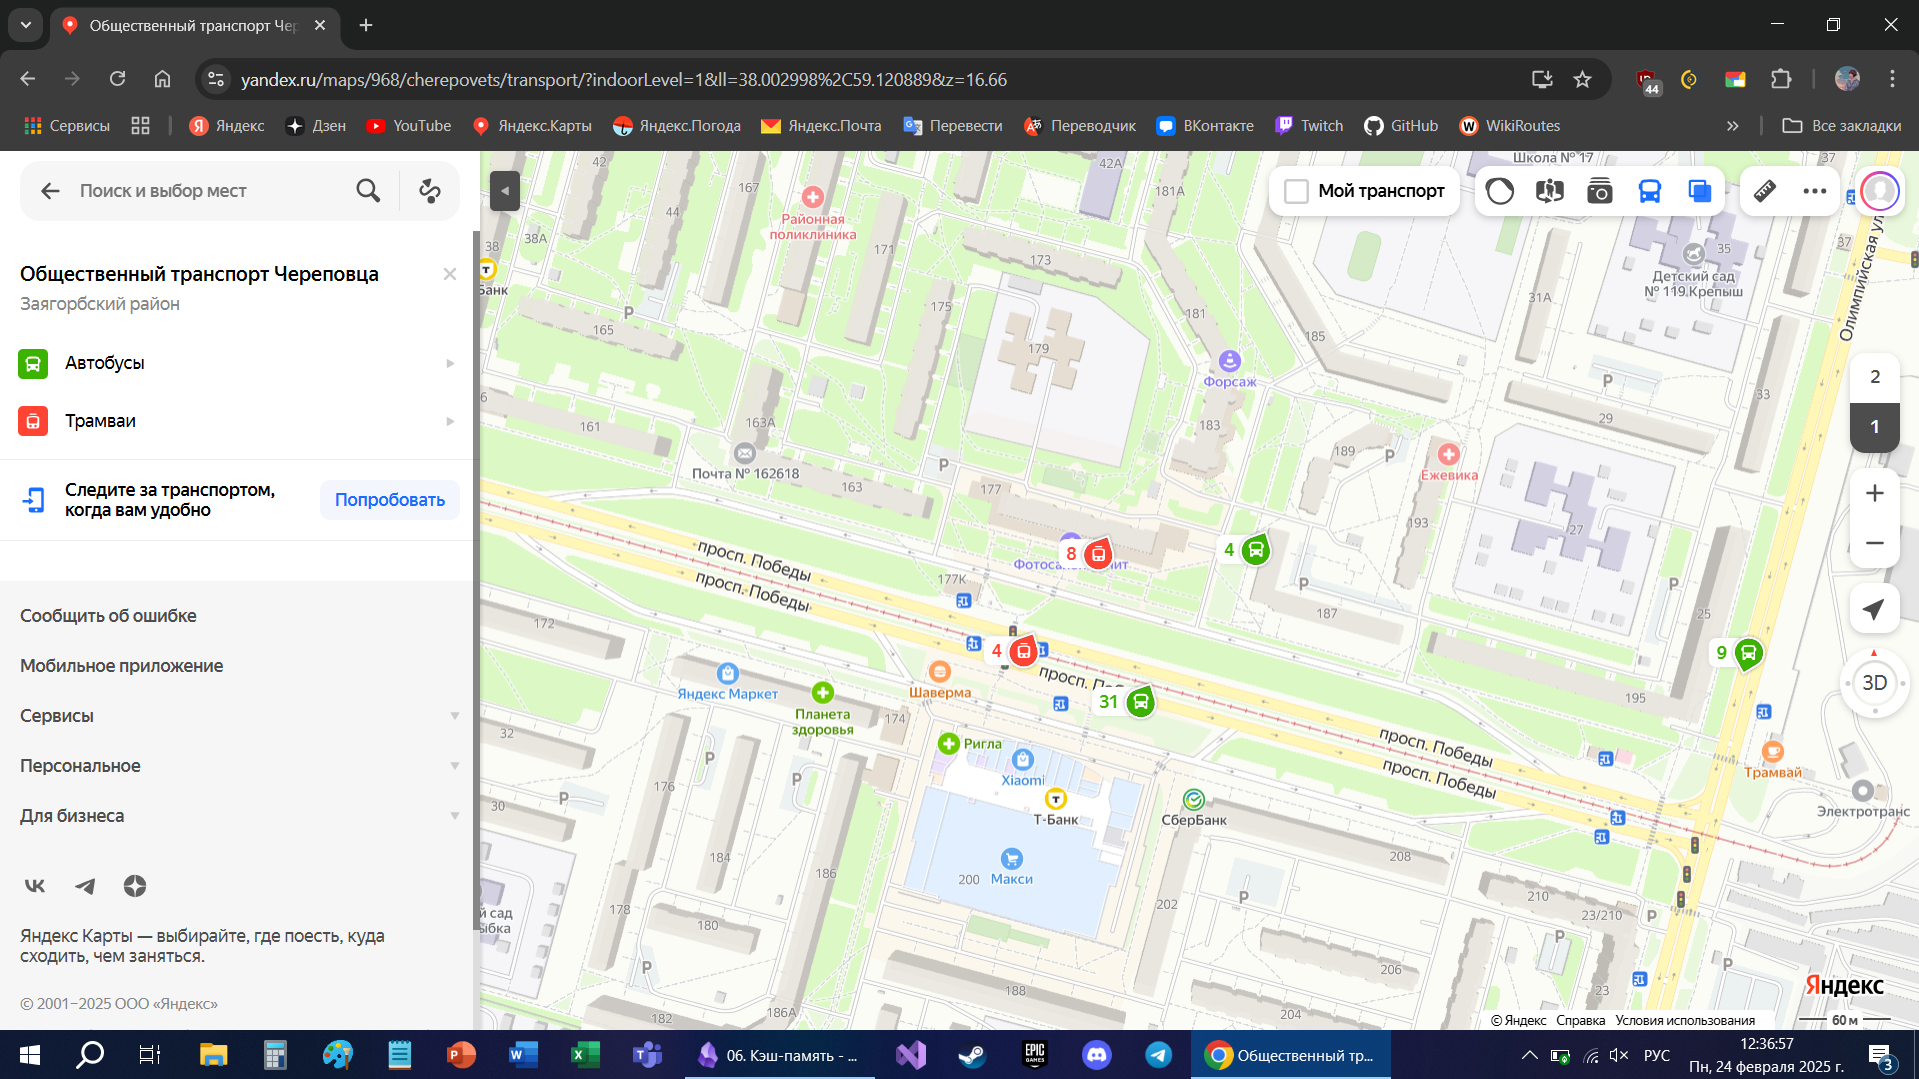 Общественный транспорт Чер
yandex.ru/maps/968/cherepovets/transport/?indoorLevel=1&ll=38.002998%2C59.120889&z=16.66
44
Сервисы
Яндекс
Дзен
YouTube
Яндекс.Карты
Яндекс.Погода
Яндекс.Почта
Перевести
Переводчик
ВКонтакте
Twitch
GitHub
WikiRoutes
»
Все закладки
Поиск и выбор мест
Общественный транспорт Череповца
Заягорбский район
Автобусы
Трамваи
Следите за транспортом,
когда вам удобно
Попробовать
Сообщить об ошибке
Мобильное приложение
Сервисы
Персональное
Для бизнеса
Яндекс Карты — выбирайте, где поесть, куда
сходить, чем заняться.
© 2001–2025 ООО «Яндекс»
Мой транспорт
42
167
42А
Школа № 17
37
181А
44
Районная
поликлиника
38
38А
171
173
35
37
Детский сад
№ 119 Крепыш
Олимпийская ул
Банк
165
P
175
181
31А
185
179
Форсаж
P
33
2
1
6
161
163А
183
29
189
P
Почта № 162618
P
Ежевика
163
177
193
27
8
4
просп. Победы
просп. Победы
177К
P
187
P
25
172
4
просп.
9
3D
Яндекс Маркет
Шаверма
31
195
Планета
здоровья
174
32
Ригла
просп. Победы
просп. Победы
P
Xiaomi
176
P
Трамвай
30
P
Т-Банк
СберБанк
Электротранс
184
186
208
200
Макси
178
202
P
210
23/210
P
180
P
P
206
P
188
23
182
186А
204
Яндекс
© Яндекс Справка Условия использования
60 м
06. Кэш-память - ...
EPIC
GAMES
Общественный тр...
РУС
12:36:57
Пн, 24 февраля 2025 г.
3